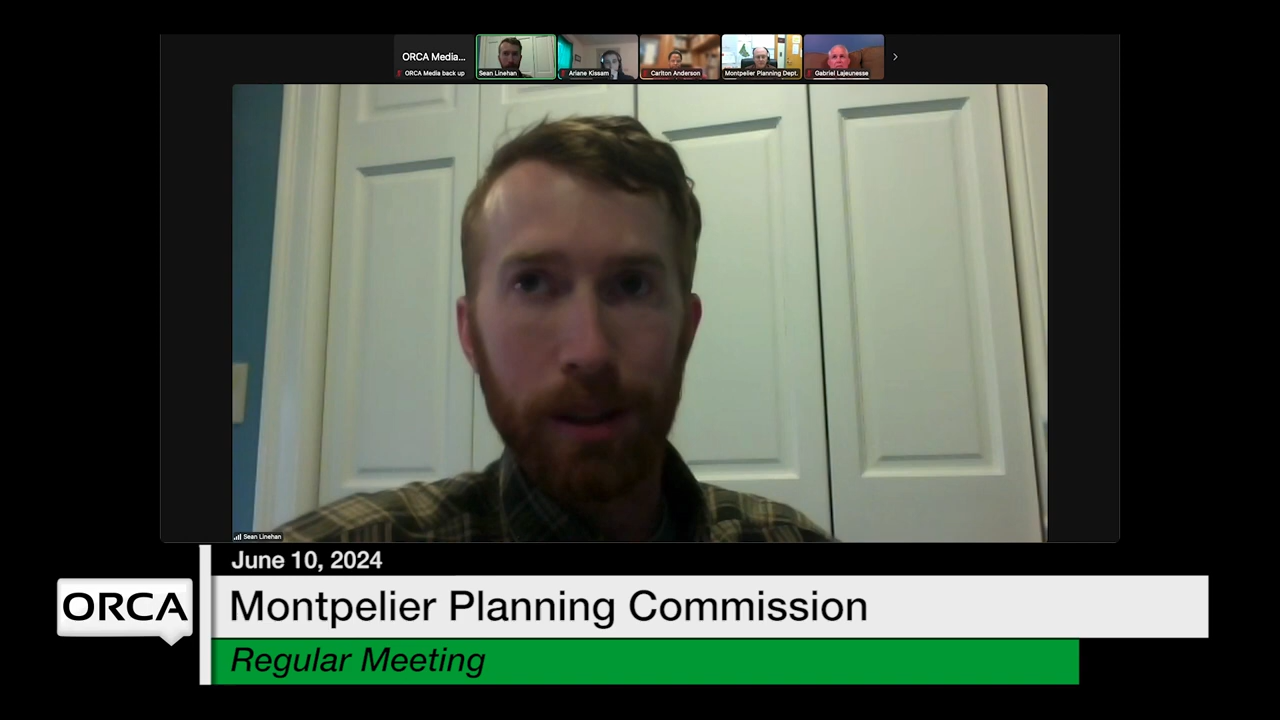 ORCA Media...
ORCA Media back up
Sean Linehan
Ariane Kissam
Carlton Anderson
Montpelier Planning Dept.
Gabriel Lajeunesse
Sean Linehan
June 10, 2024
ORCA
Montpelier Planning Commission
Regular Meeting